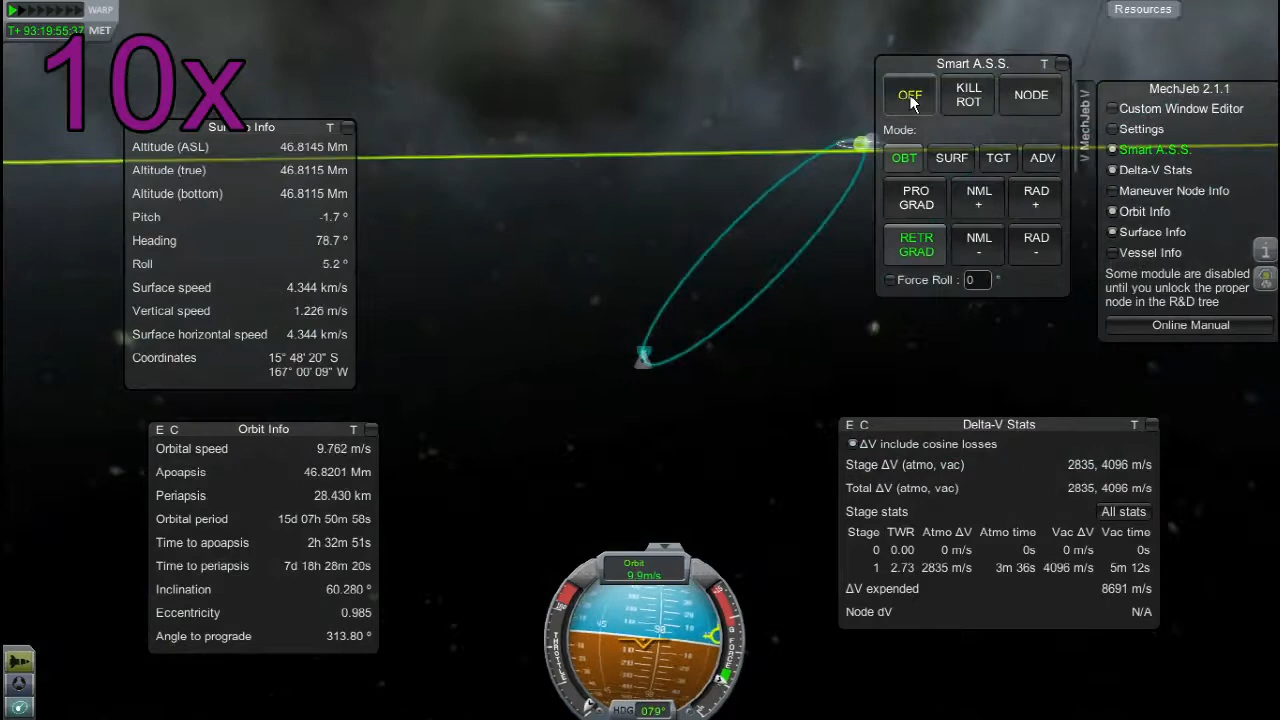 WARP
T+ 93:19:55:37 MET
10x
Resources
Info T
Altitude (ASL) 46.8145 Mm
Altitude (true) 46.8115 Mm
Altitude (bottom) 46.8115 Mm
Pitch -1.7 º
Heading 78.7 º
Roll 5.2 º
Surface speed 4.344 km/s
Vertical speed 1.226 m/s
Surface horizontal speed 4.344 km/s
Coordinates 15° 48' 20" S
167° 00' 09" W
E C Orbit Info T
Orbital speed 9.762 m/s
Apoapsis 46.8201 Mm
Periapsis 28.430 km
Orbital period 15d 07h 50m 58s
Time to apoapsis 2h 32m 51s
Time to periapsis 7d 18h 28m 20s
Inclination 60.280 º
Eccentricity 0.985
Angle to prograde 313.80 º
Smart A.S.S. T
OFF KILL ROT NODE
Mode:
OBT SURF TGT ADV
PRO GRAD NML + RAD +
RETR GRAD NML - RAD -
Force Roll : 0 °
MechJeb V
MechJeb 2.1.1
Custom Window Editor
Settings
Smart A.S.S.
Delta-V Stats
Maneuver Node Info
Orbit Info
Surface Info
Vessel Info
Some module are disabled
until you unlock the proper
node in the R&D tree
Online Manual
E C Delta-V Stats T
ΔV include cosine losses
Stage ΔV (atmo, vac) 2835, 4096 m/s
Total ΔV (atmo, vac) 2835, 4096 m/s
Stage stats All stats
Stage TWR Atmo ΔV Atmo time Vac ΔV Vac time
0 0.00 0 m/s 0s 0 m/s 0s
1 2.73 2835 m/s 3m 36s 4096 m/s 5m 12s
ΔV expended 8691 m/s
Node dV N/A
Orbit
9.9m/s
HDG 079°